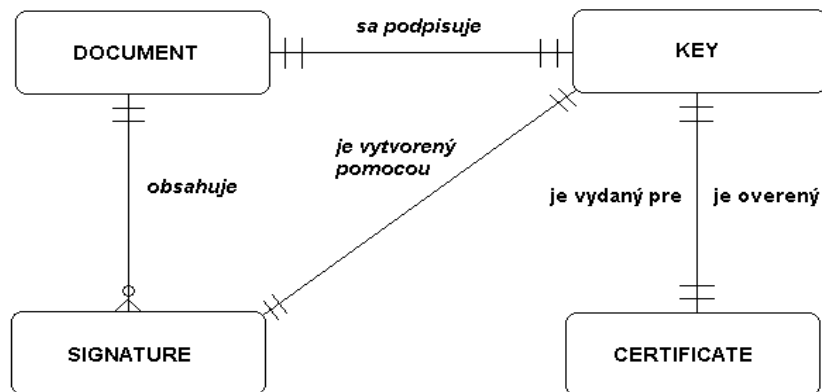 sa podpisuje
DOCUMENT
KEY
je vytvorený
pomocou
obsahuje
je vydaný pre
je overený
SIGNATURE
CERTIFICATE